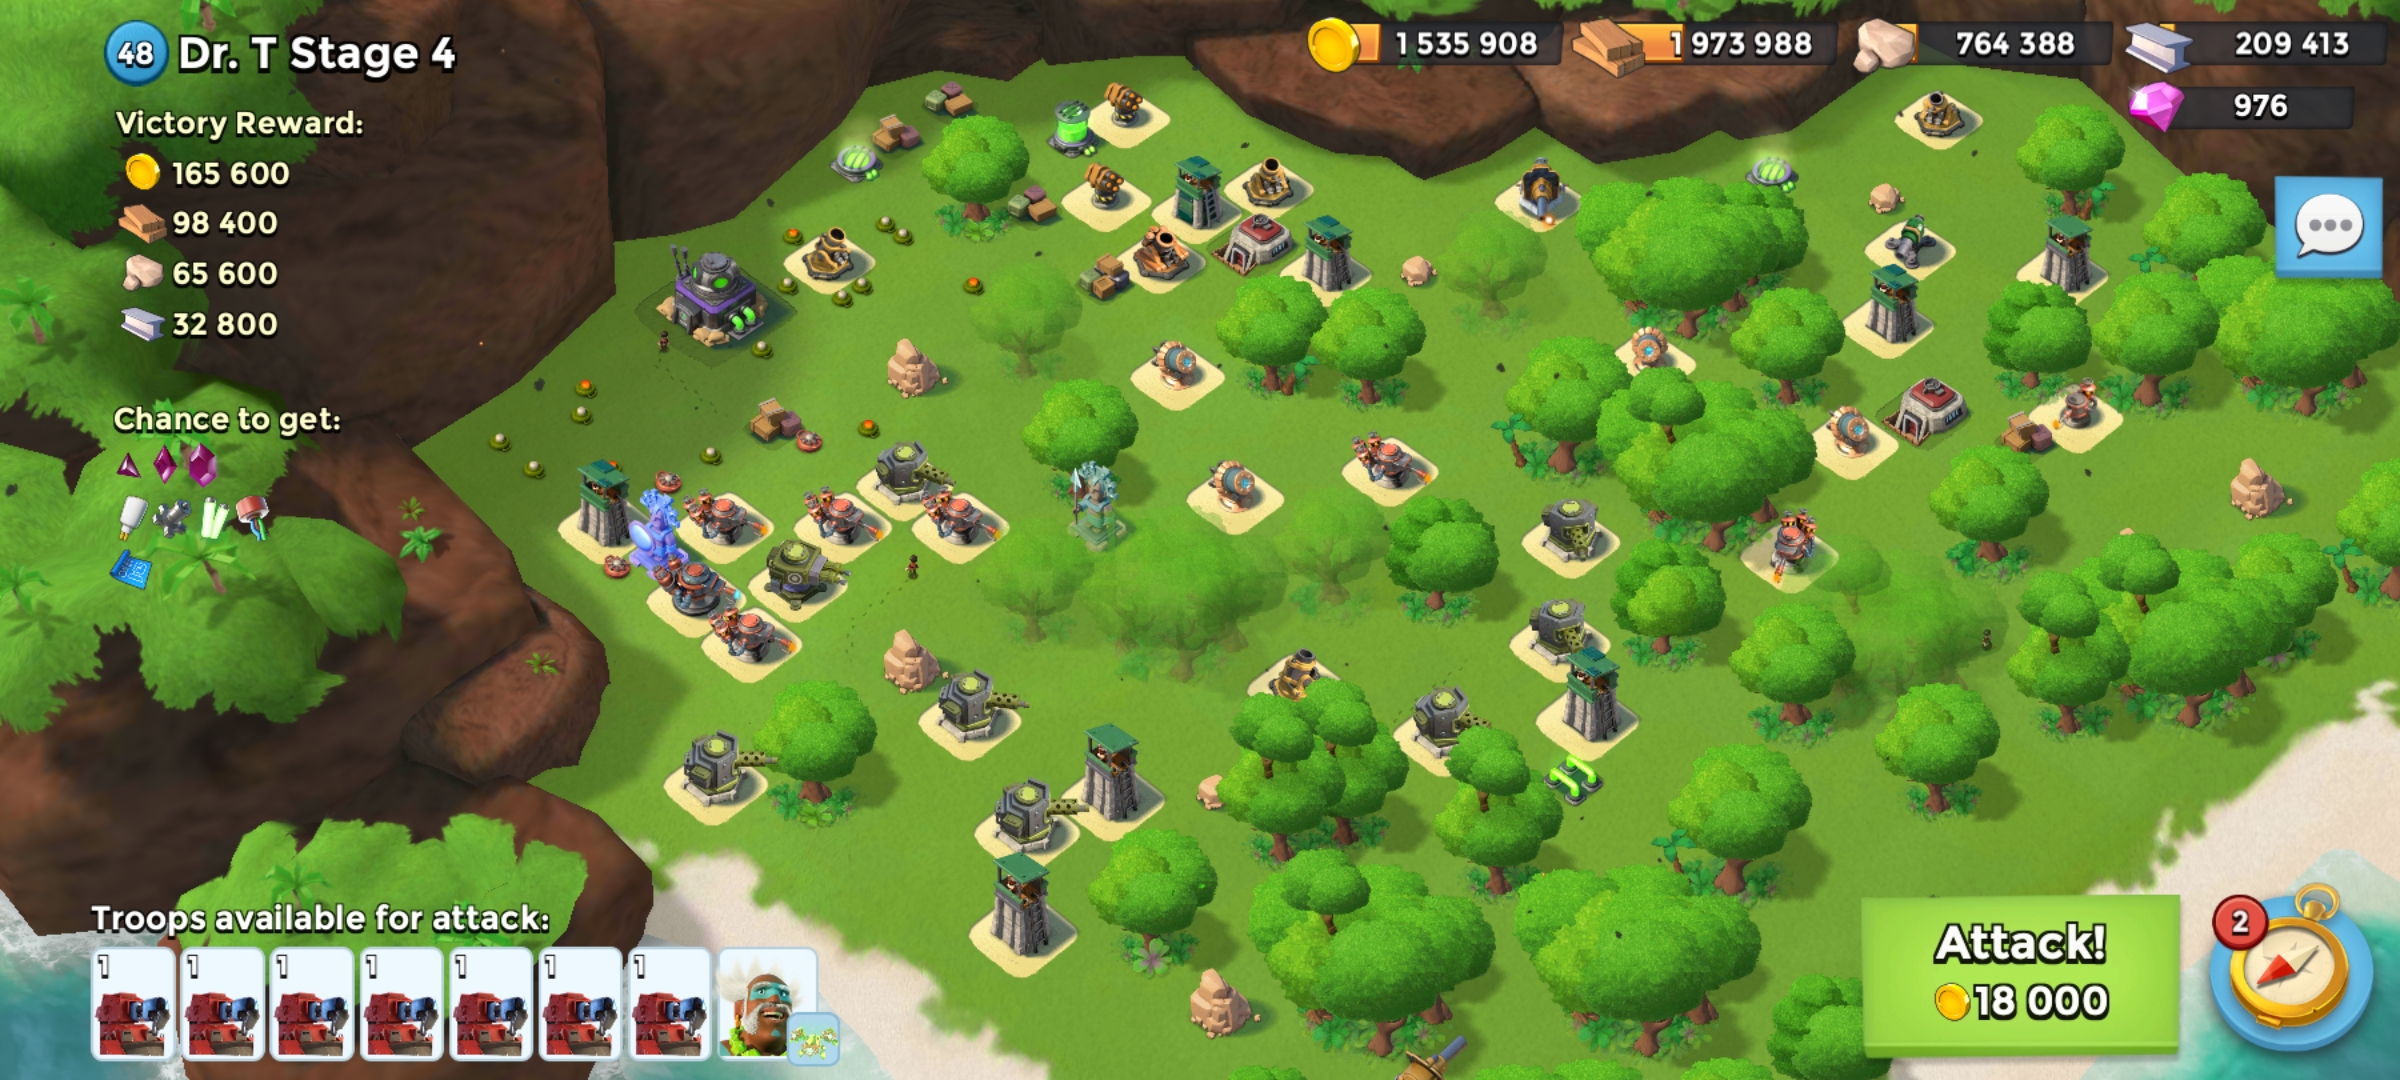 48 Dr. T Stage 4
Victory Reward:
165 600
98 400
65 600
32 800
Chance to get:
1 535 908
1 973 988
764 388
209 413
976
Troops available for attack:
1 1 1 1 1 1 1
Attack!
18 000
2